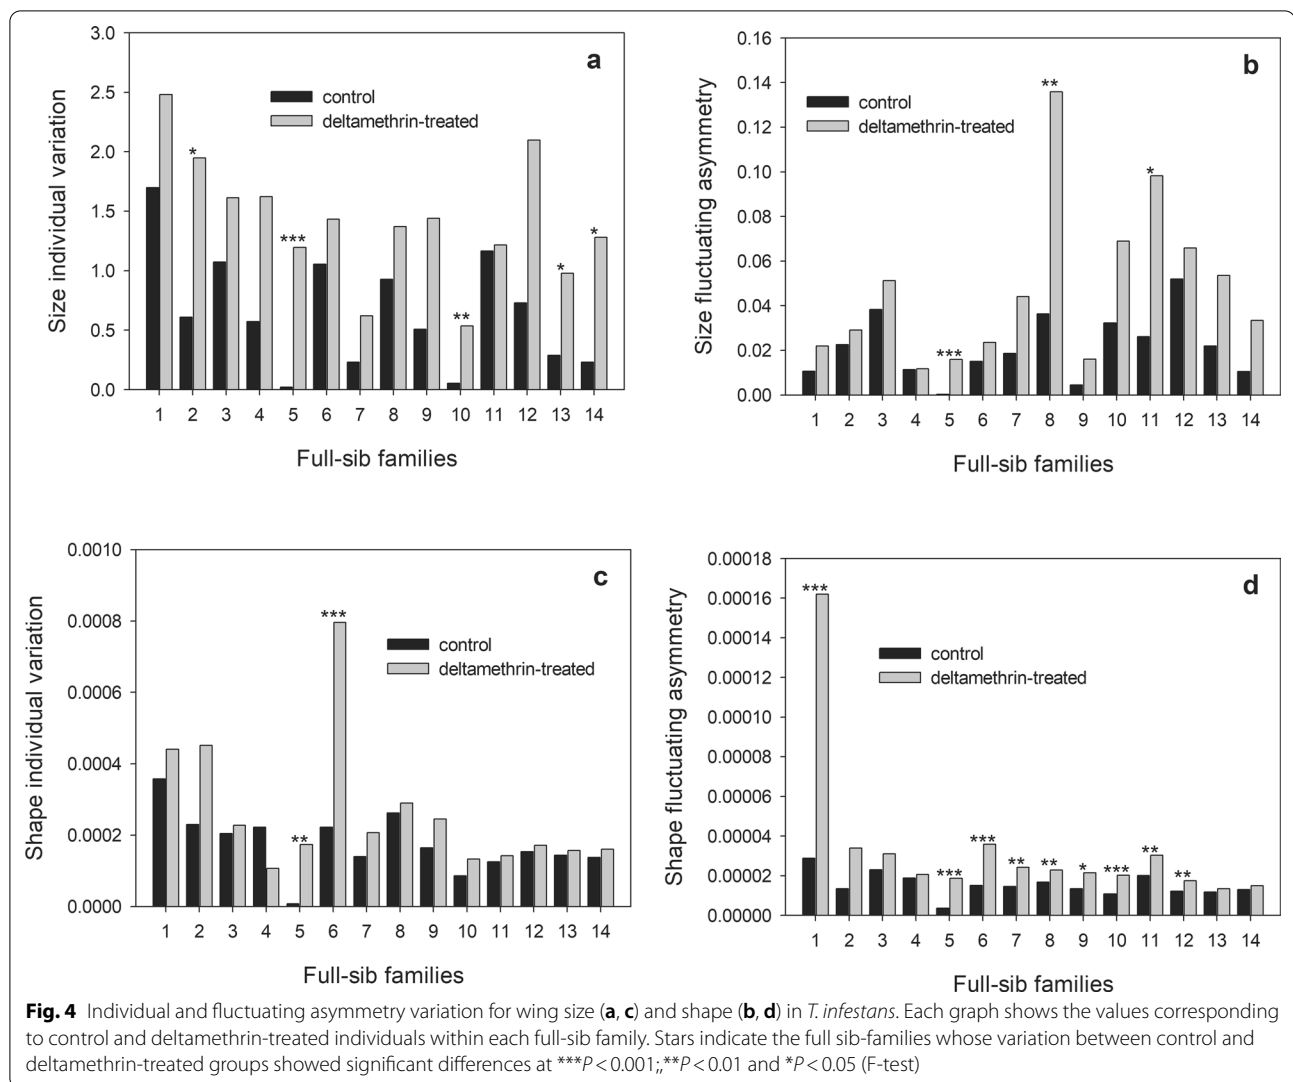 a
Size individual variation
3.0
2.5
2.0
1.5
1.0
0.5
0.0
control
deltamethrin-treated
* *** ** * *
1 2 3 4 5 6 7 8 9 10 11 12 13 14
Full-sib families
b
Size fluctuating asymmetry
0.16
0.14
0.12
0.10
0.08
0.06
0.04
0.02
0.00
control
deltamethrin-treated
*** ** *
1 2 3 4 5 6 7 8 9 10 11 12 13 14
Full-sib families
c
Shape individual variation
0.0010
0.0008
0.0006
0.0004
0.0002
0.0000
control
deltamethrin-treated
** ***
1 2 3 4 5 6 7 8 9 10 11 12 13 14
Full-sib families
d
Shape fluctuating asymmetry
0.00018
0.00016
0.00014
0.00012
0.00010
0.00008
0.00006
0.00004
0.00002
0.00000
control
deltamethrin-treated
*** *** *** ** ** * *** ** **
1 2 3 4 5 6 7 8 9 10 11 12 13 14
Full-sib families
Fig. 4 Individual and fluctuating asymmetry variation for wing size (a, c) and shape (b, d) in T. infestans. Each graph shows the values corresponding
to control and deltamethrin-treated individuals within each full-sib family. Stars indicate the full sib-families whose variation between control and
deltamethrin-treated groups showed significant differences at ***P < 0.001;,,**P < 0.01 and *P < 0.05 (F-test)